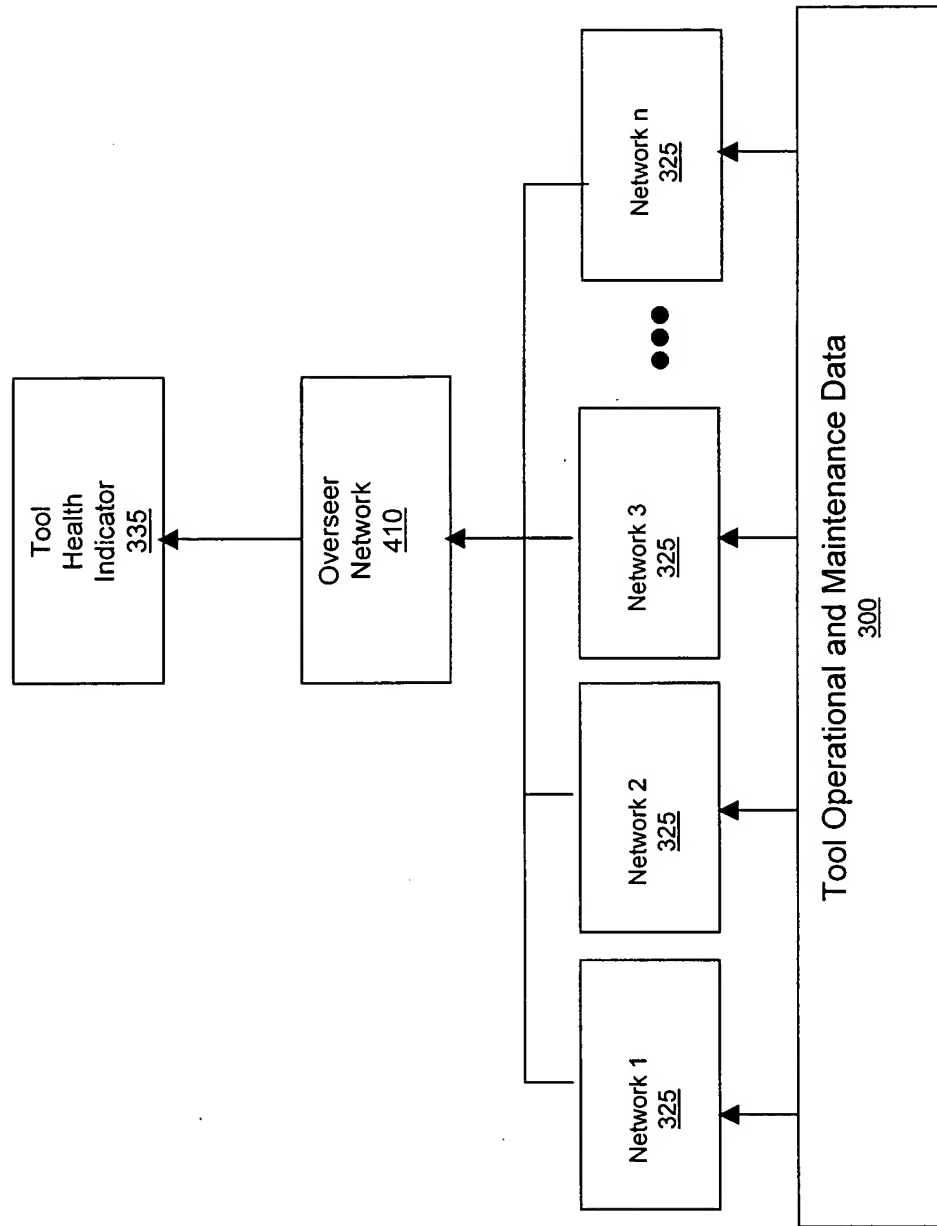 Tool
Health
Indicator
335
Overseer
Network
410
Network 1
325
Network 2
325
Network 3
325
Network n
325
Tool Operational and Maintenance Data
300